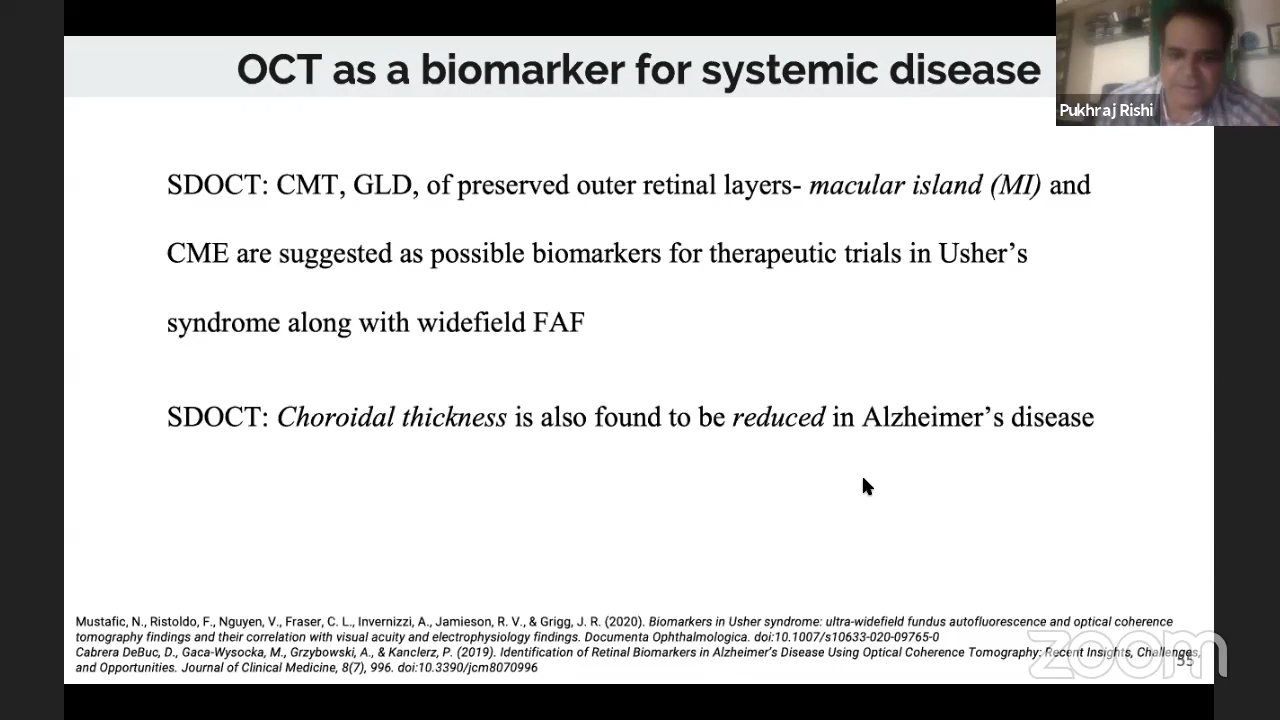 OCT as a biomarker for systemic disease
Pukhraj Rishi
SDOCT: CMT, GLD, of preserved outer retinal layers- macular island (MI) and
CME are suggested as possible biomarkers for therapeutic trials in Usher's
syndrome along with widefield FAF
SDOCT: Choroidal thickness is also found to be reduced in Alzheimer's disease
Mustafic, N., Ristoldo, F., Nguyen, V., Fraser, C. L., Invernizzi, A., Jamieson, R. V., & Grigg, J. R. (2020). Biomarkers in Usher syndrome: ultra-widefield fundus autofluorescence and optical coherence
tomography findings and their correlation with visual acuity and electrophysiology findings. Documenta Ophthalmologica. doi:10.1007/s10633-020-09765-0
Cabrera DeBuc, D., Gaca-Wysocka, M., Grzybowski, A., & Kanclerz, P. (2019). Identification of Retinal Biomarkers in Alzheimer's Disease Using Optical Coherence Tomography: Recent Insights, Challenges,
and Opportunities. Journal of Clinical Medicine, 8(7), 996. doi:10.3390/jcm8070996
zoom
35